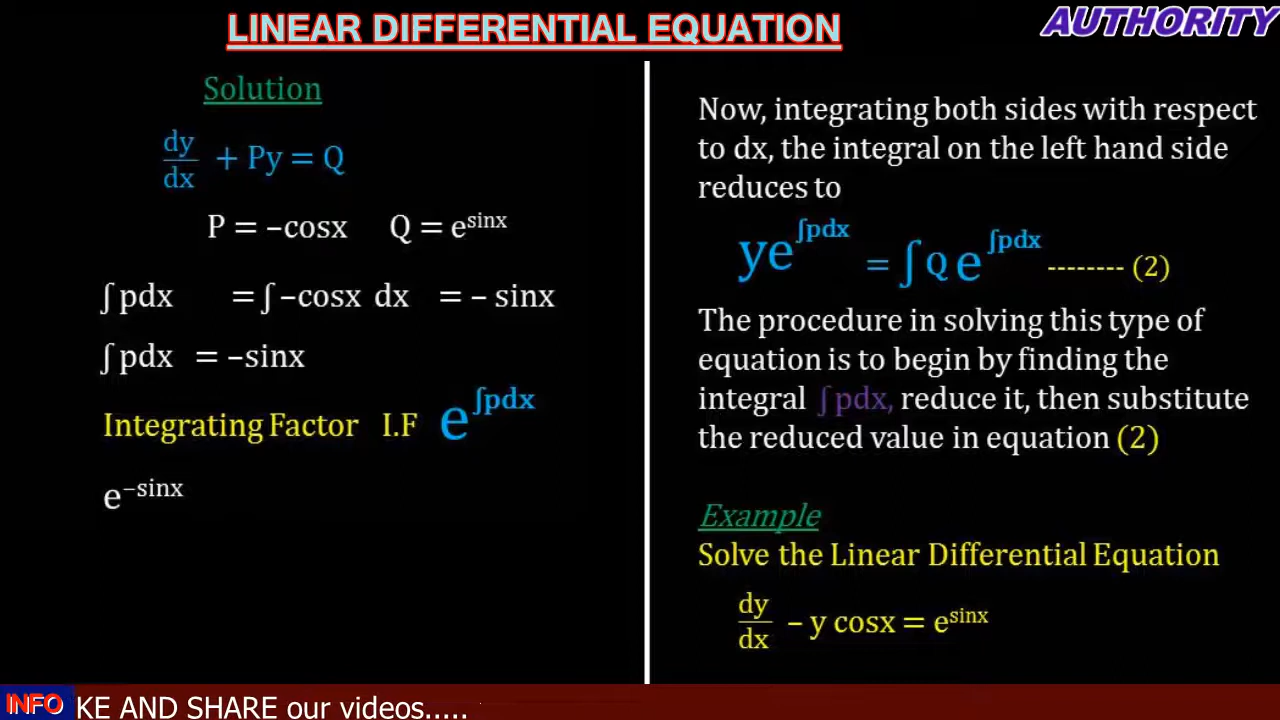 LINEAR DIFFERENTIAL EQUATION
AUTHORITY
Solution
dy/dx + Py = Q
P = –cosx Q = e^sinx
∫ pdx = ∫ –cosx dx = – sinx
∫ pdx = –sinx
Integrating Factor I.F e^∫pdx
e^–sinx
Now, integrating both sides with respect
to dx, the integral on the left hand side
reduces to
ye^∫pdx = ∫ Q e^∫pdx -------- (2)
The procedure in solving this type of
equation is to begin by finding the
integral ∫ pdx, reduce it, then substitute
the reduced value in equation (2)
Example
Solve the Linear Differential Equation
dy/dx – y cosx = e^sinx
INFO KE AND SHARE our videos.....